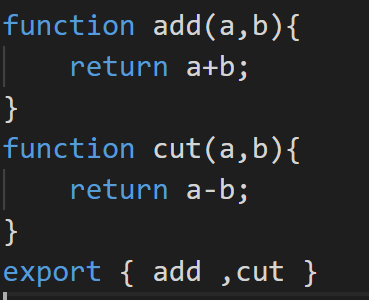 function add(a,b){
    return a+b;
}
function cut(a,b){
    return a-b;
}
export { add ,cut }